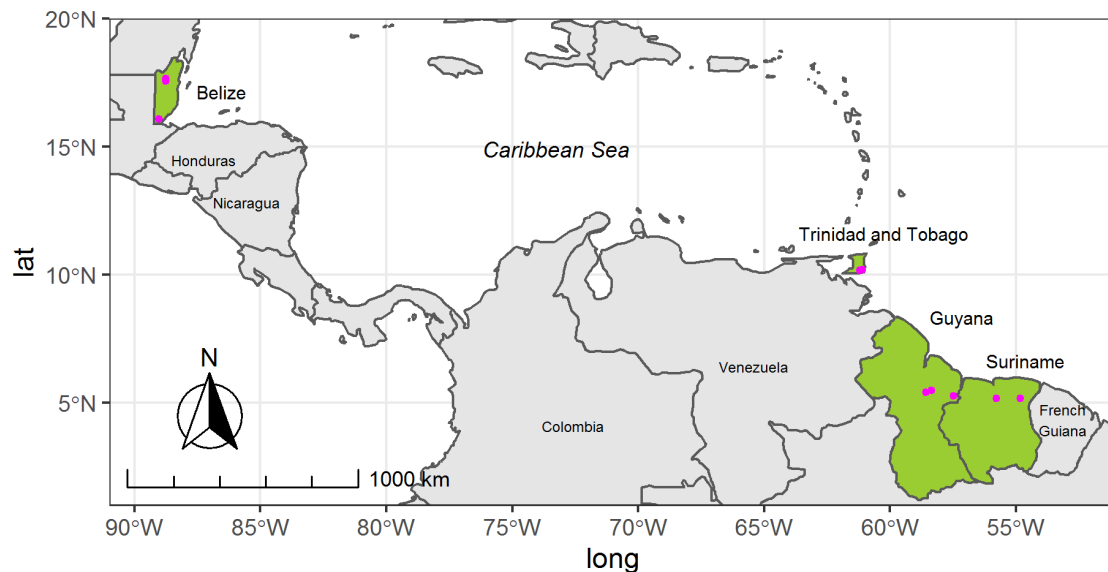 20°N
Belize
Caribbean Sea
15°N
Honduras
Nicaragua
Trinidad and Tobago
lat
10°N
Guyana
N
Suriname
Venezuela
5°N
French
Guiana
Colombia
1000 km
90°W 85°W 80°W 75°W 70°W 65°W 60°W 55°W
long